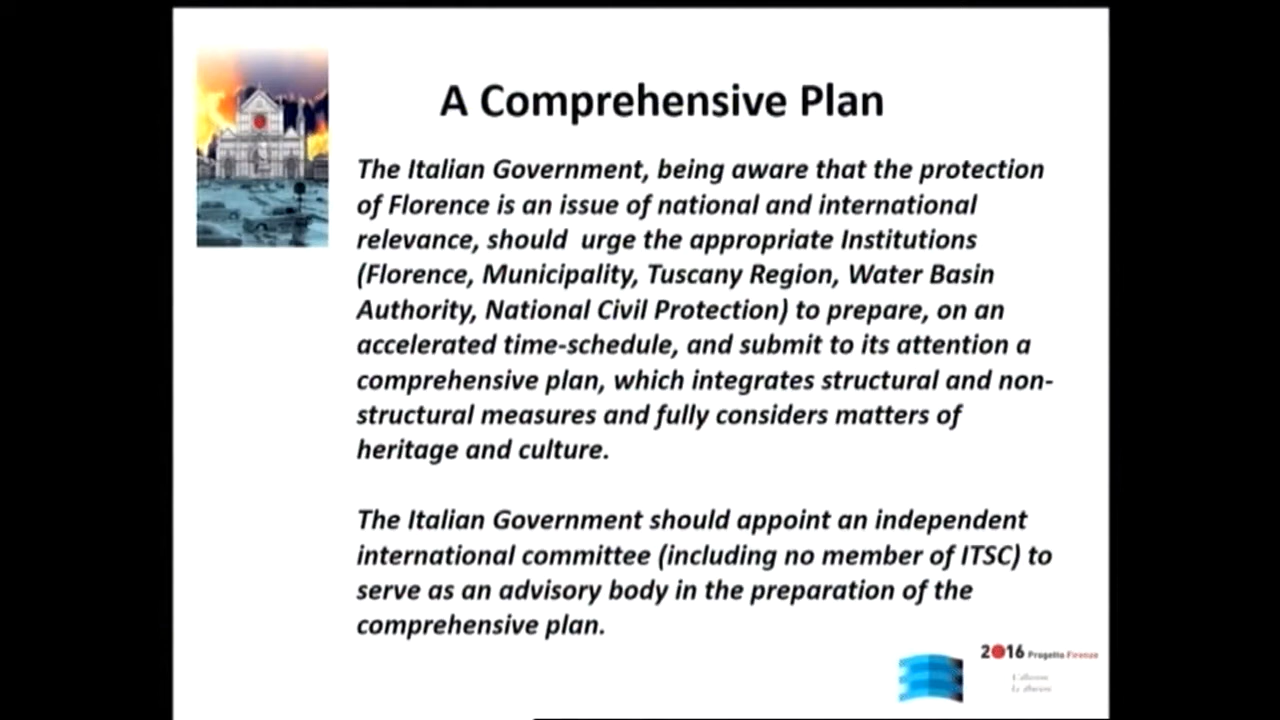 A Comprehensive Plan
The Italian Government, being aware that the protection
of Florence is an issue of national and international
relevance, should  urge the appropriate Institutions
(Florence, Municipality, Tuscany Region, Water Basin
Authority, National Civil Protection) to prepare, on an
accelerated time-schedule, and submit to its attention a
comprehensive plan, which integrates structural and non-
structural measures and fully considers matters of
heritage and culture.
The Italian Government should appoint an independent
international committee (including no member of ITSC) to
serve as an advisory body in the preparation of the
comprehensive plan.
2016 Progetto Firenze